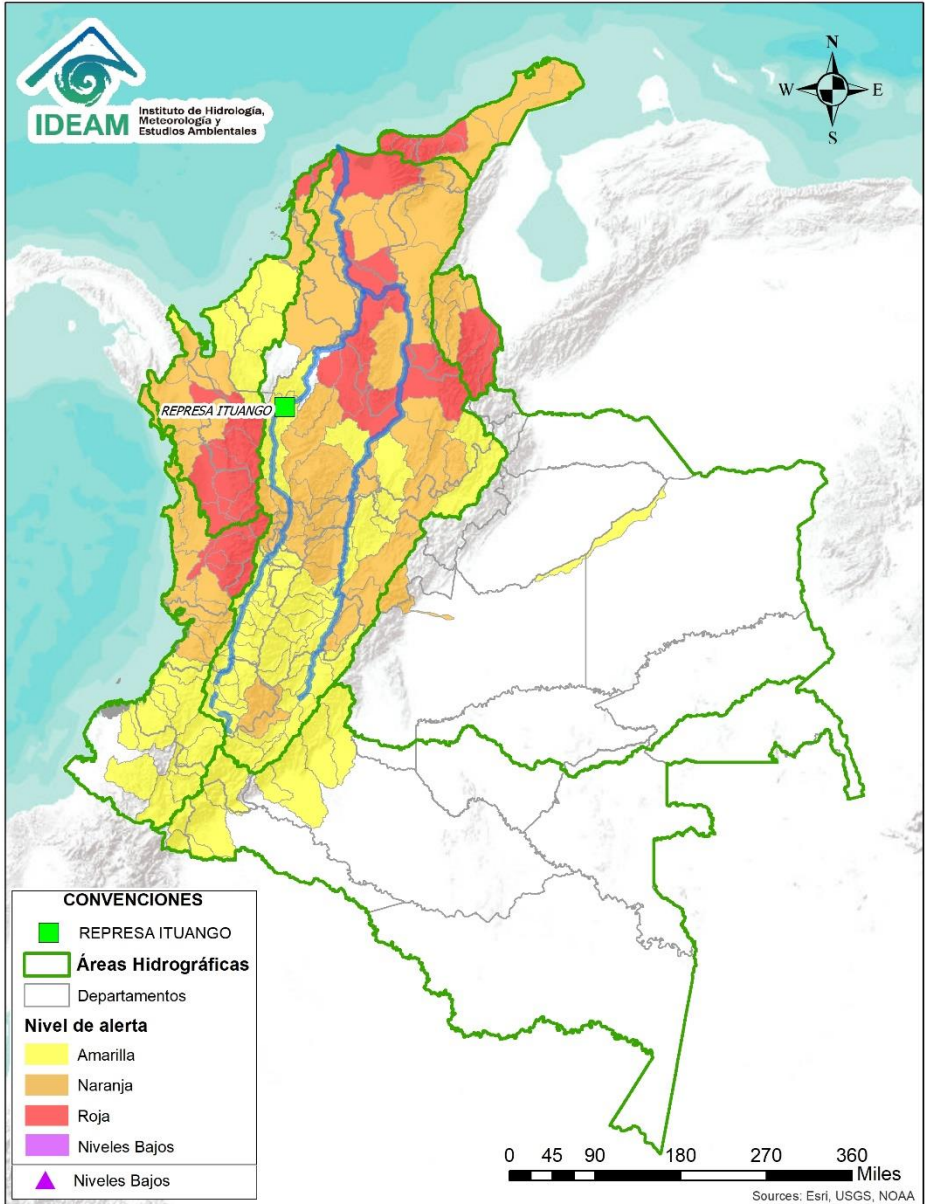 IDEAM
Instituto de Hidrología,
Meteorología y
Estudios Ambientales
N
W E
S
REPRESA ITUANGO
CONVENCIONES
REPRESA ITUANGO
Áreas Hidrográficas
Departamentos
Nivel de alerta
Amarilla
Naranja
Roja
Niveles Bajos
Niveles Bajos
0 45 90 180 270 360
Miles
Sources: Esri, USGS, NOAA